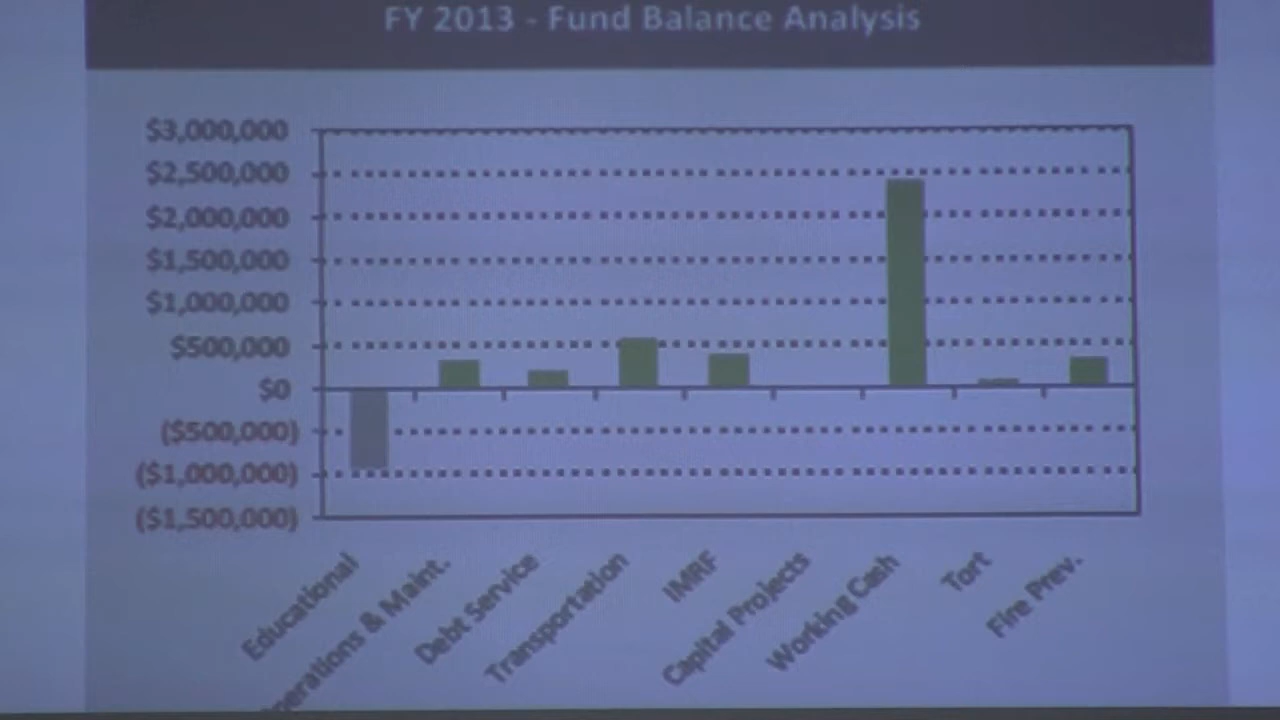 FY 2013 - Fund Balance Analysis
$3,000,000
$2,500,000
$2,000,000
$1,500,000
$1,000,000
$500,000
$0
($500,000)
($1,000,000)
($1,500,000)
Educational
perations & Maint.
Debt Service
Transportation
IMRF
Capital Projects
Working Cash
Tort
Fire Prev.